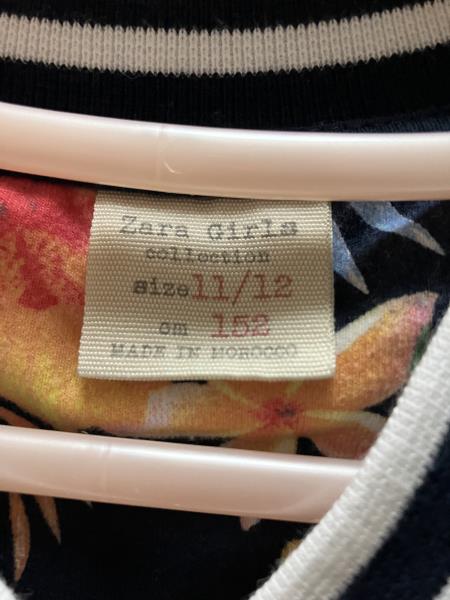 Zara Girls
collection
size 11/12
cm 152
MADE IN MOROCCO